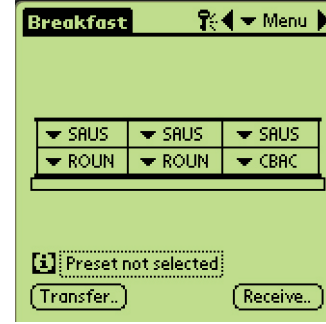 Breakfast Menu
SAUS SAUS SAUS
ROUN ROUN CBAC
Preset not selected
Transfer.. Receive..